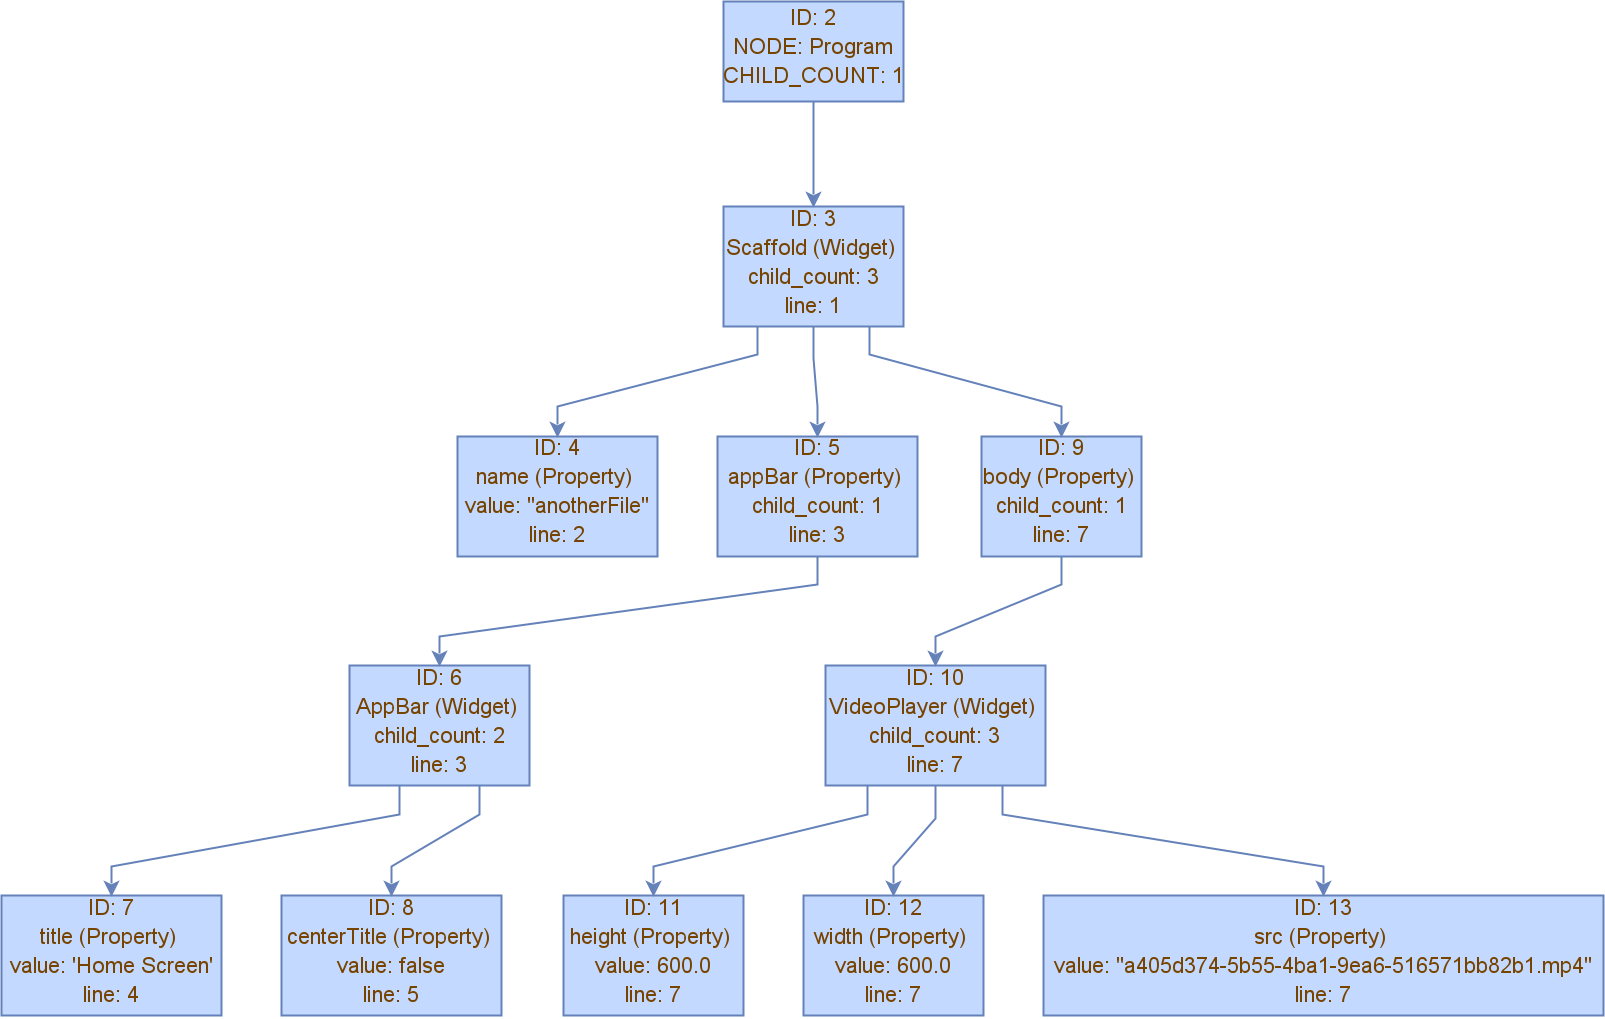 ID: 2
NODE: Program
CHILD_COUNT: 1
ID: 3
Scaffold (Widget)
child_count: 3
line: 1
ID: 4
name (Property)
value: "anotherFile"
line: 2
ID: 5
appBar (Property)
child_count: 1
line: 3
ID: 9
body (Property)
child_count: 1
line: 7
ID: 6
AppBar (Widget)
child_count: 2
line: 3
ID: 10
VideoPlayer (Widget)
child_count: 3
line: 7
ID: 7
title (Property)
value: 'Home Screen'
line: 4
ID: 8
centerTitle (Property)
value: false
line: 5
ID: 11
height (Property)
value: 600.0
line: 7
ID: 12
width (Property)
value: 600.0
line: 7
ID: 13
src (Property)
value: "a405d374-5b55-4ba1-9ea6-516571bb82b1.mp4"
line: 7